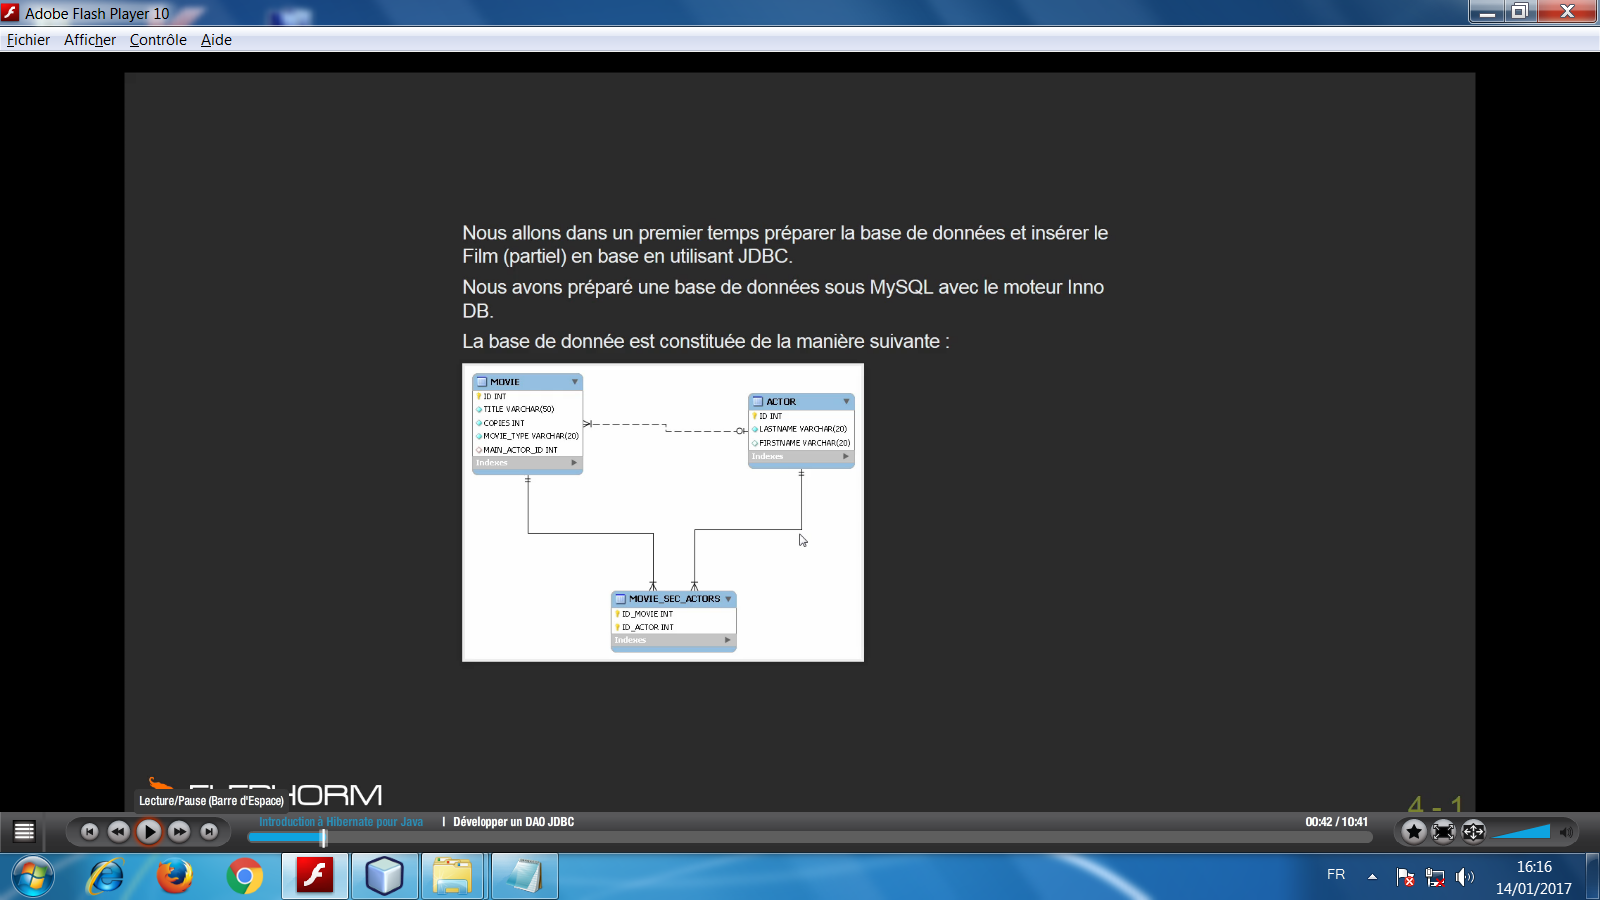 Adobe Flash Player 10
Fichier Afficher Contrôle Aide
Nous allons dans un premier temps préparer la base de données et insérer le
Film (partiel) en base en utilisant JDBC.
Nous avons préparé une base de données sous MySQL avec le moteur Inno
DB.
La base de donnée est constituée de la manière suivante :
MOVIE
ID INT
TITLE VARCHAR(50)
COPIES INT
MOVIE_TYPE VARCHAR(20)
MAIN_ACTOR_ID INT
Indexes
ACTOR
ID INT
LASTNAME VARCHAR(20)
FIRSTNAME VARCHAR(20)
Indexes
MOVIE_SEC_ACTORS
ID_MOVIE INT
ID_ACTOR INT
Indexes
ELEPHORM
4 - 1
Lecture/Pause (Barre d'Espace)
Introduction à Hibernate pour Java | Développer un DAO JDBC
00:42 / 10:41
FR
16:16
14/01/2017